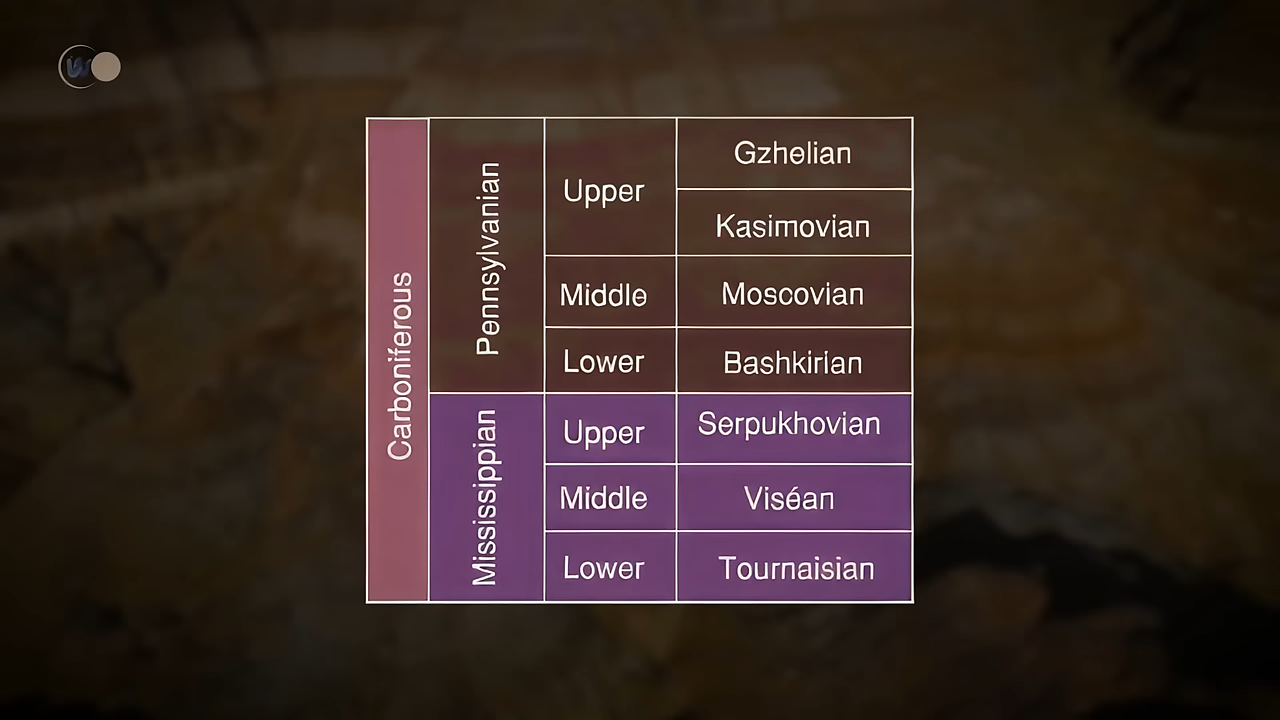 Carboniferous
Pennsylvanian
Upper
Gzhelian
Kasimovian
Middle
Moscovian
Lower
Bashkirian
Mississippian
Upper
Serpukhovian
Middle
Viséan
Lower
Tournaisian